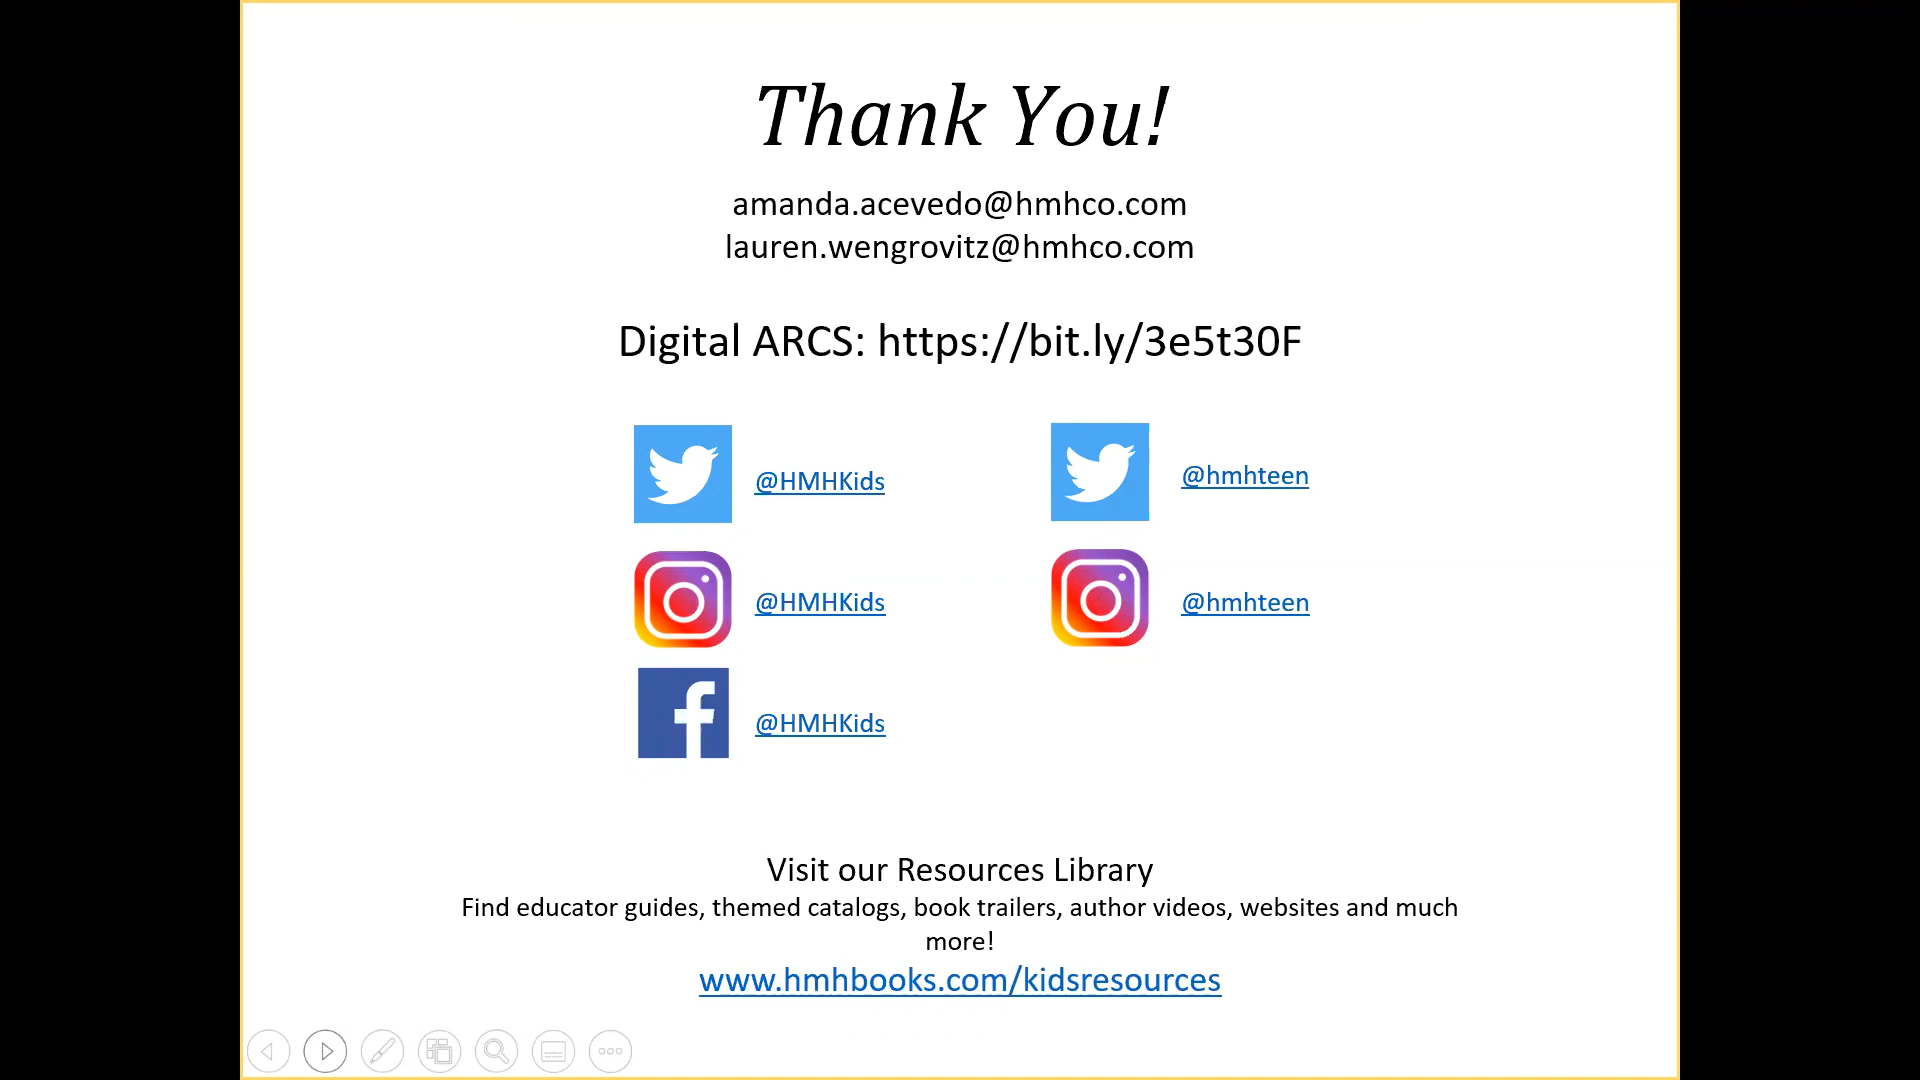 Thank You!
amanda.acevedo@hmhco.com
lauren.wengrovitz@hmhco.com
Digital ARCS: https://bit.ly/3e5t30F
@HMHKids
@hmhteen
@HMHKids
@hmhteen
@HMHKids
Visit our Resources Library
Find educator guides, themed catalogs, book trailers, author videos, websites and much
more!
www.hmhbooks.com/kidsresources